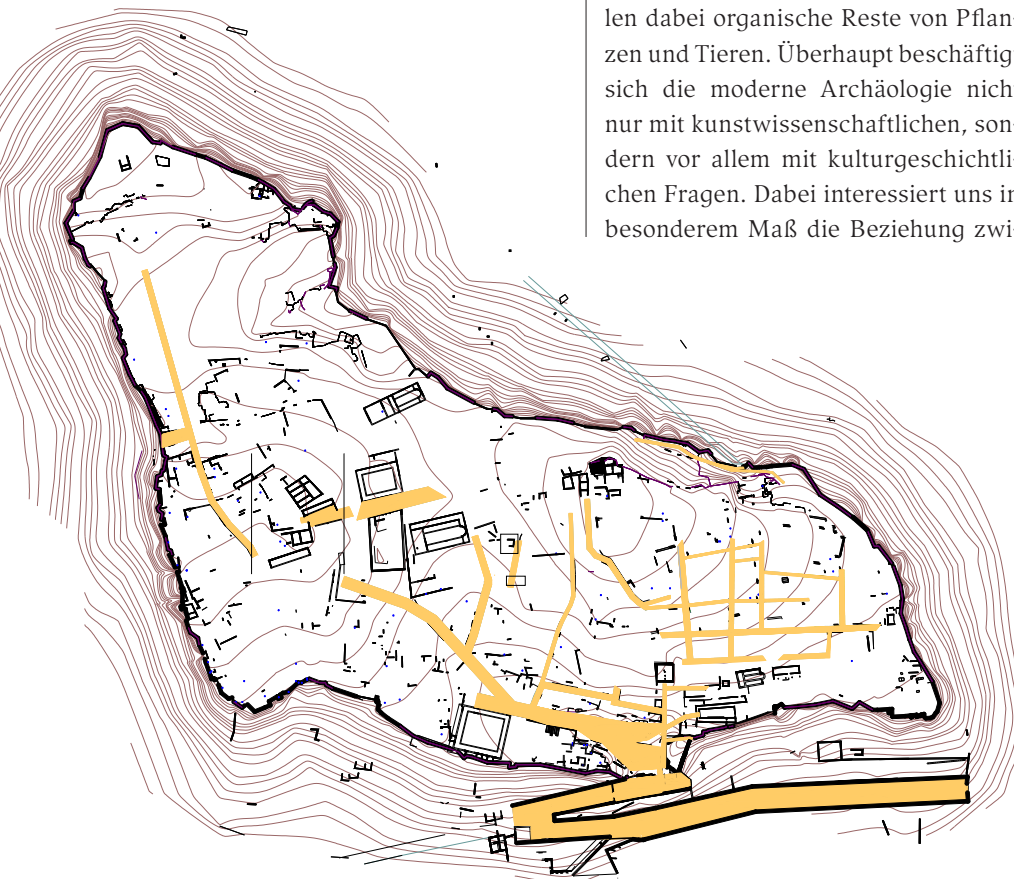 len dabei organische Reste von Pflan-
zen und Tieren. Überhaupt beschäftig
sich die moderne Archäologie nich
nur mit kunstwissenschaftlichen, son-
dern vor allem mit kulturgeschichtli-
chen Fragen. Dabei interessiert uns in
besonderem Maß die Beziehung zwi-